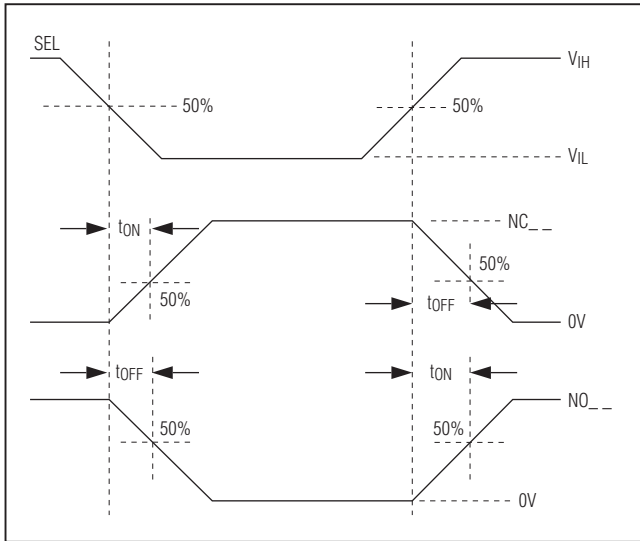 SEL
VIH
50%
50%
VIL
tON
NC_ _
50%
50%
tOFF
0V
tOFF
tON
NO_ _
50%
50%
0V